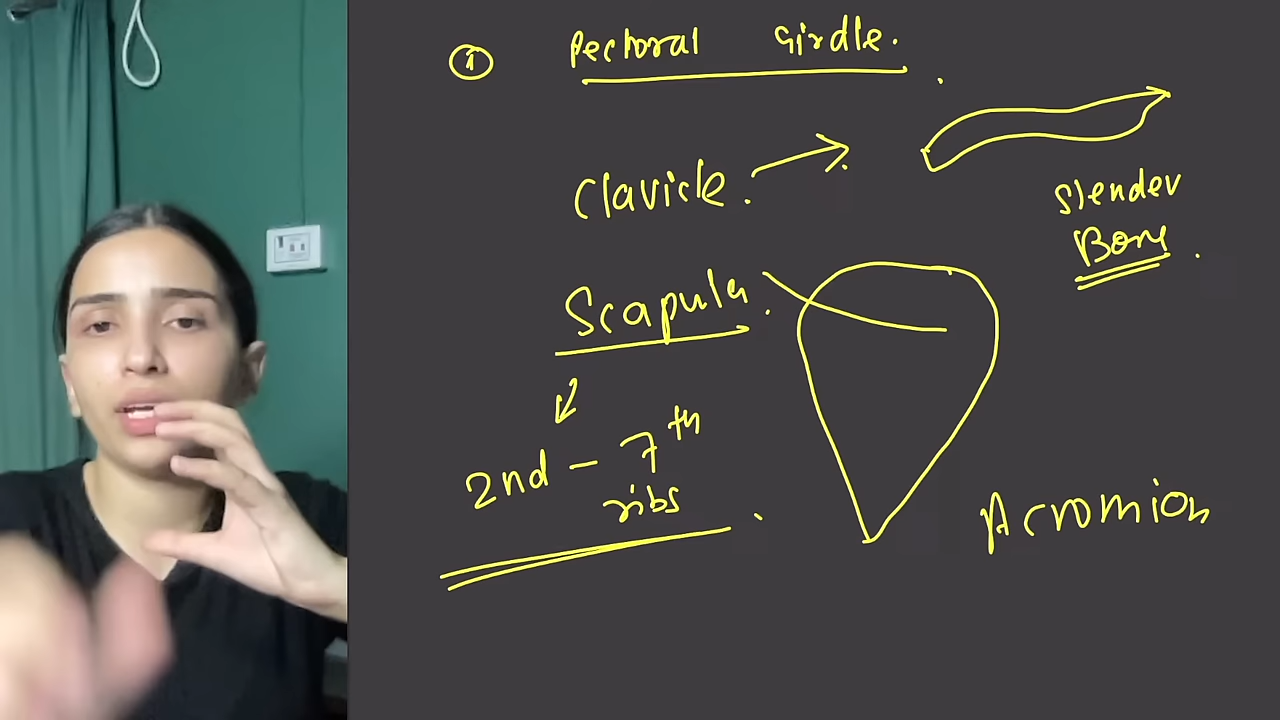 ① Pectoral Girdle.
Clavicle.
Slender
Bone
Scapula.
2nd - 7th
ribs
Acromion